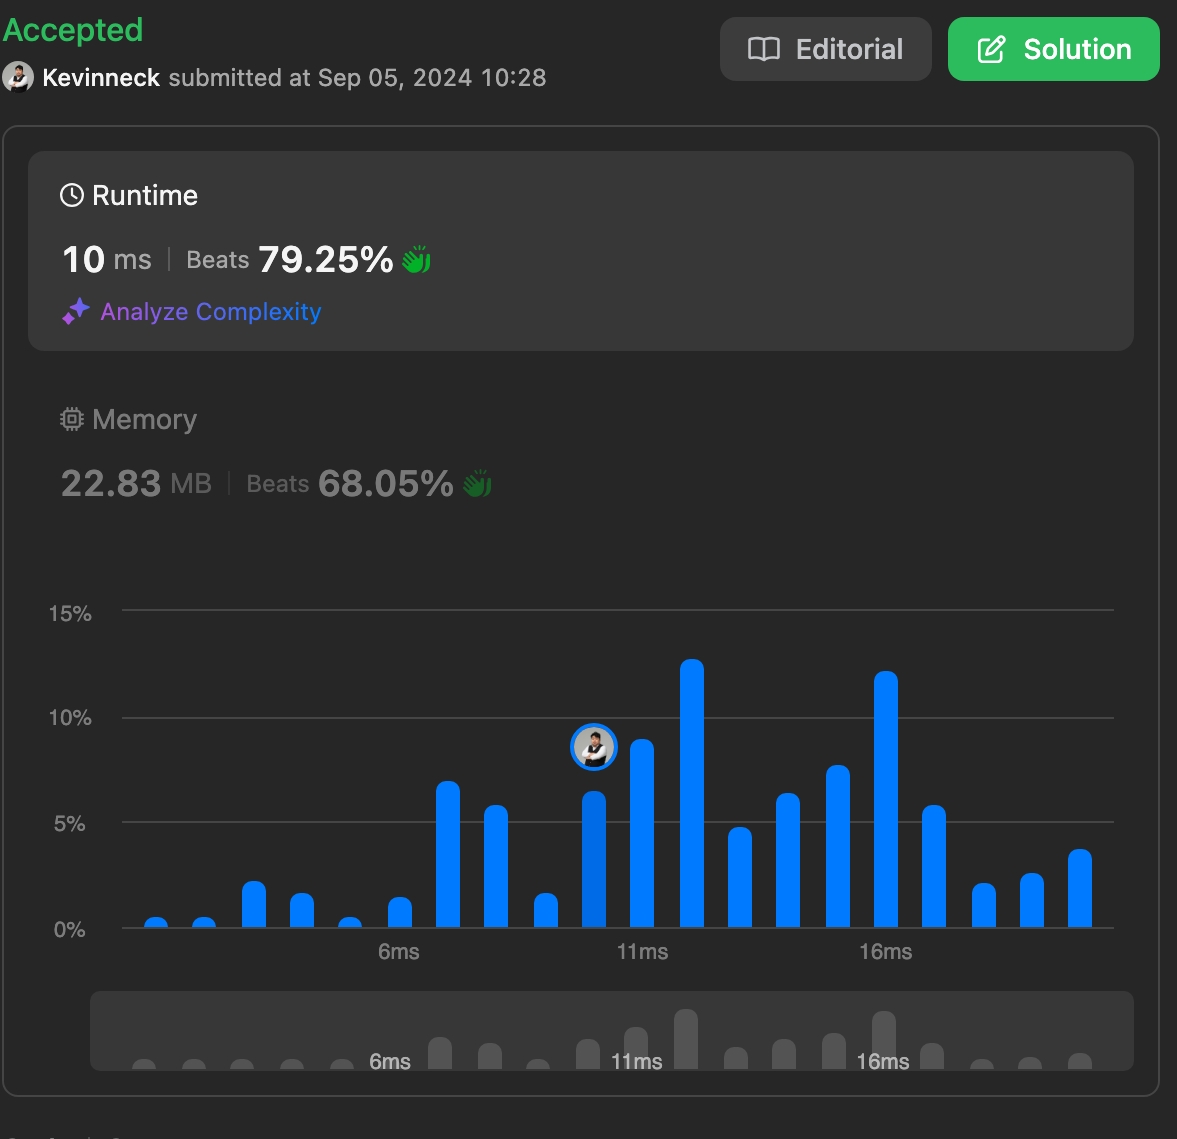 Accepted
Editorial
Solution
Kevinneck submitted at Sep 05, 2024 10:28
Runtime
10 ms | Beats 79.25%
Analyze Complexity
Memory
22.83 MB | Beats 68.05%
15%
10%
5%
0%
6ms 11ms 16ms
6ms 11ms 16ms